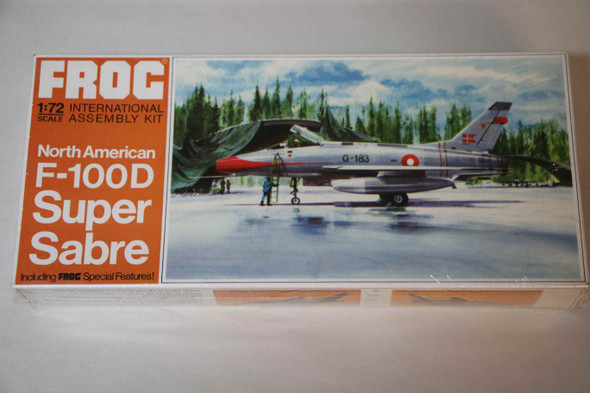 FROG
1:72
SCALE
INTERNATIONAL
ASSEMBLY KIT
North American
F-100D
Super
Sabre
Including FROG Special Features!
G-183